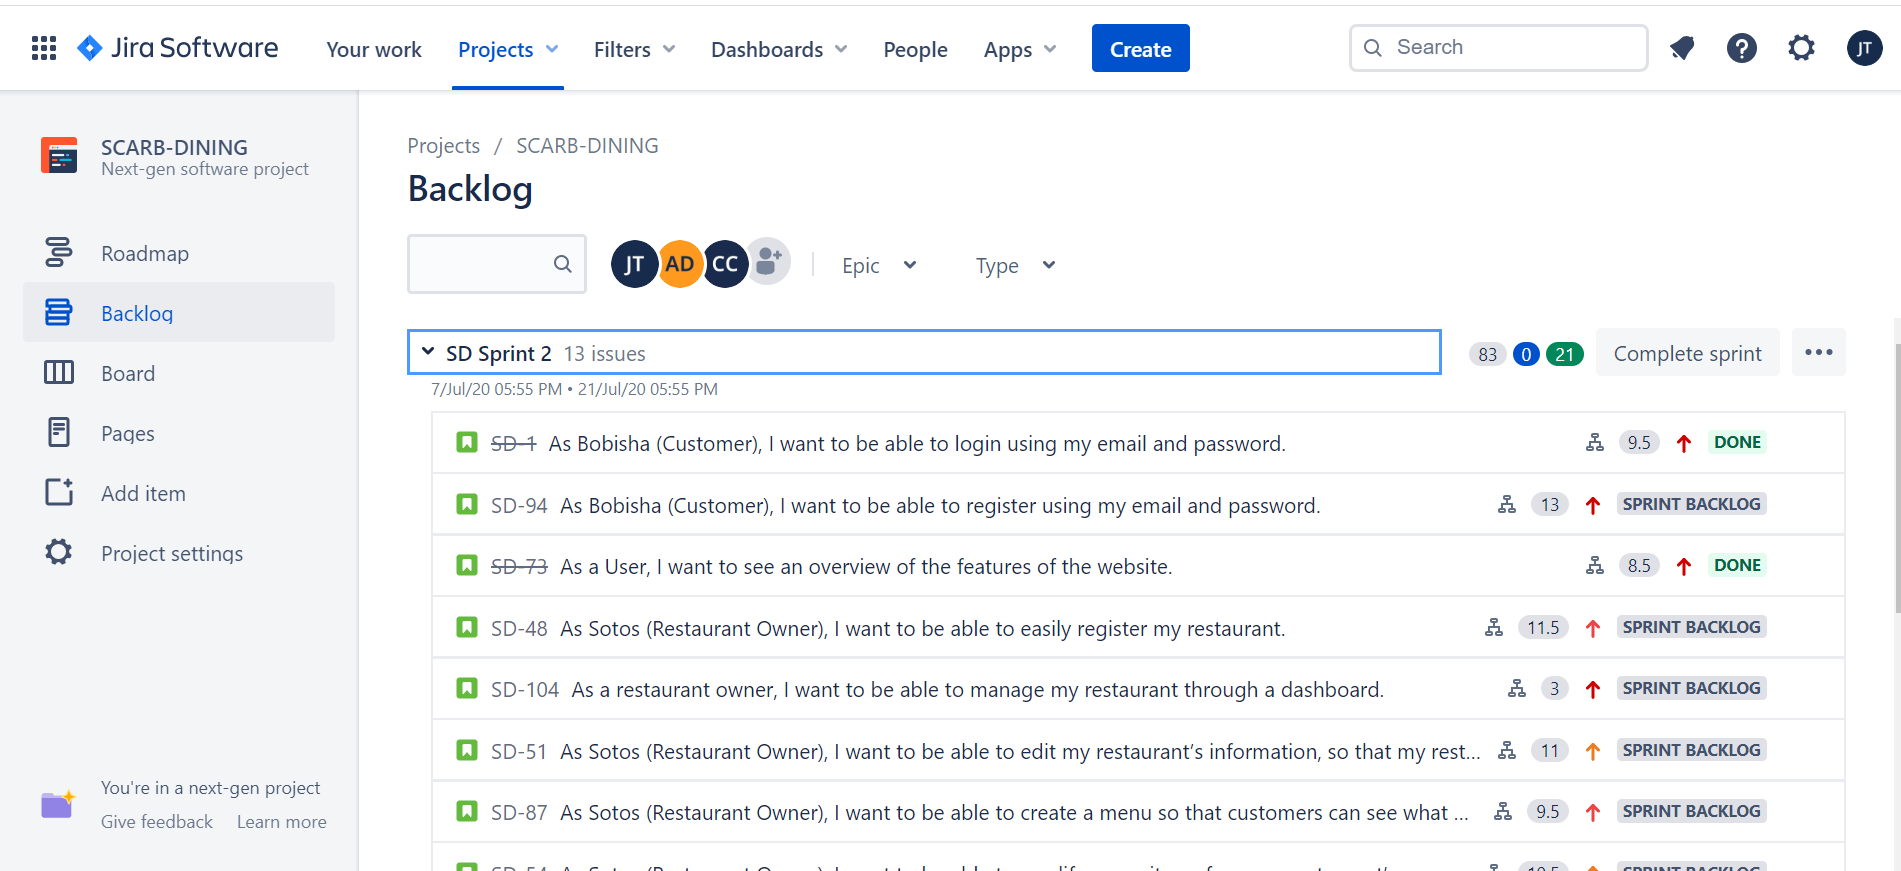 Jira Software Your work Projects Filters Dashboards People Apps Create Search JT
SCARB-DINING
Next-gen software project
Roadmap
Backlog
Board
Pages
Add item
Project settings
You're in a next-gen project
Give feedback Learn more
Projects / SCARB-DINING
Backlog
JT AD CC Epic Type
SD Sprint 2 13 issues 83 0 21 Complete sprint
7/Jul/20 05:55 PM • 21/Jul/20 05:55 PM
SD-1 As Bobisha (Customer), I want to be able to login using my email and password. 9.5 DONE
SD-94 As Bobisha (Customer), I want to be able to register using my email and password. 13 SPRINT BACKLOG
SD-73 As a User, I want to see an overview of the features of the website. 8.5 DONE
SD-48 As Sotos (Restaurant Owner), I want to be able to easily register my restaurant. 11.5 SPRINT BACKLOG
SD-104 As a restaurant owner, I want to be able to manage my restaurant through a dashboard. 3 SPRINT BACKLOG
SD-51 As Sotos (Restaurant Owner), I want to be able to edit my restaurant's information, so that my rest... 11 SPRINT BACKLOG
SD-87 As Sotos (Restaurant Owner), I want to be able to create a menu so that customers can see what ... 9.5 SPRINT BACKLOG